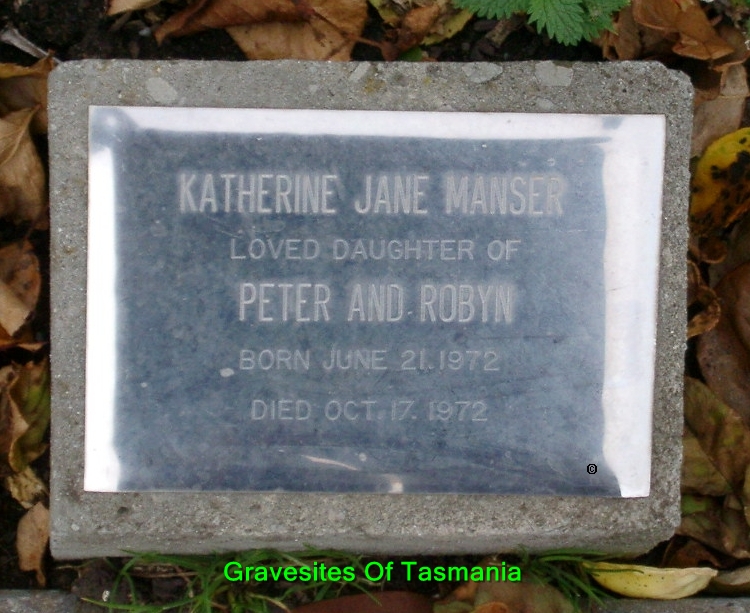 KATHERINE JANE MANSER
LOVED DAUGHTER OF
PETER AND ROBYN
BORN JUNE 21.1972
DIED OCT.17.1972
©
Gravesites Of Tasmania